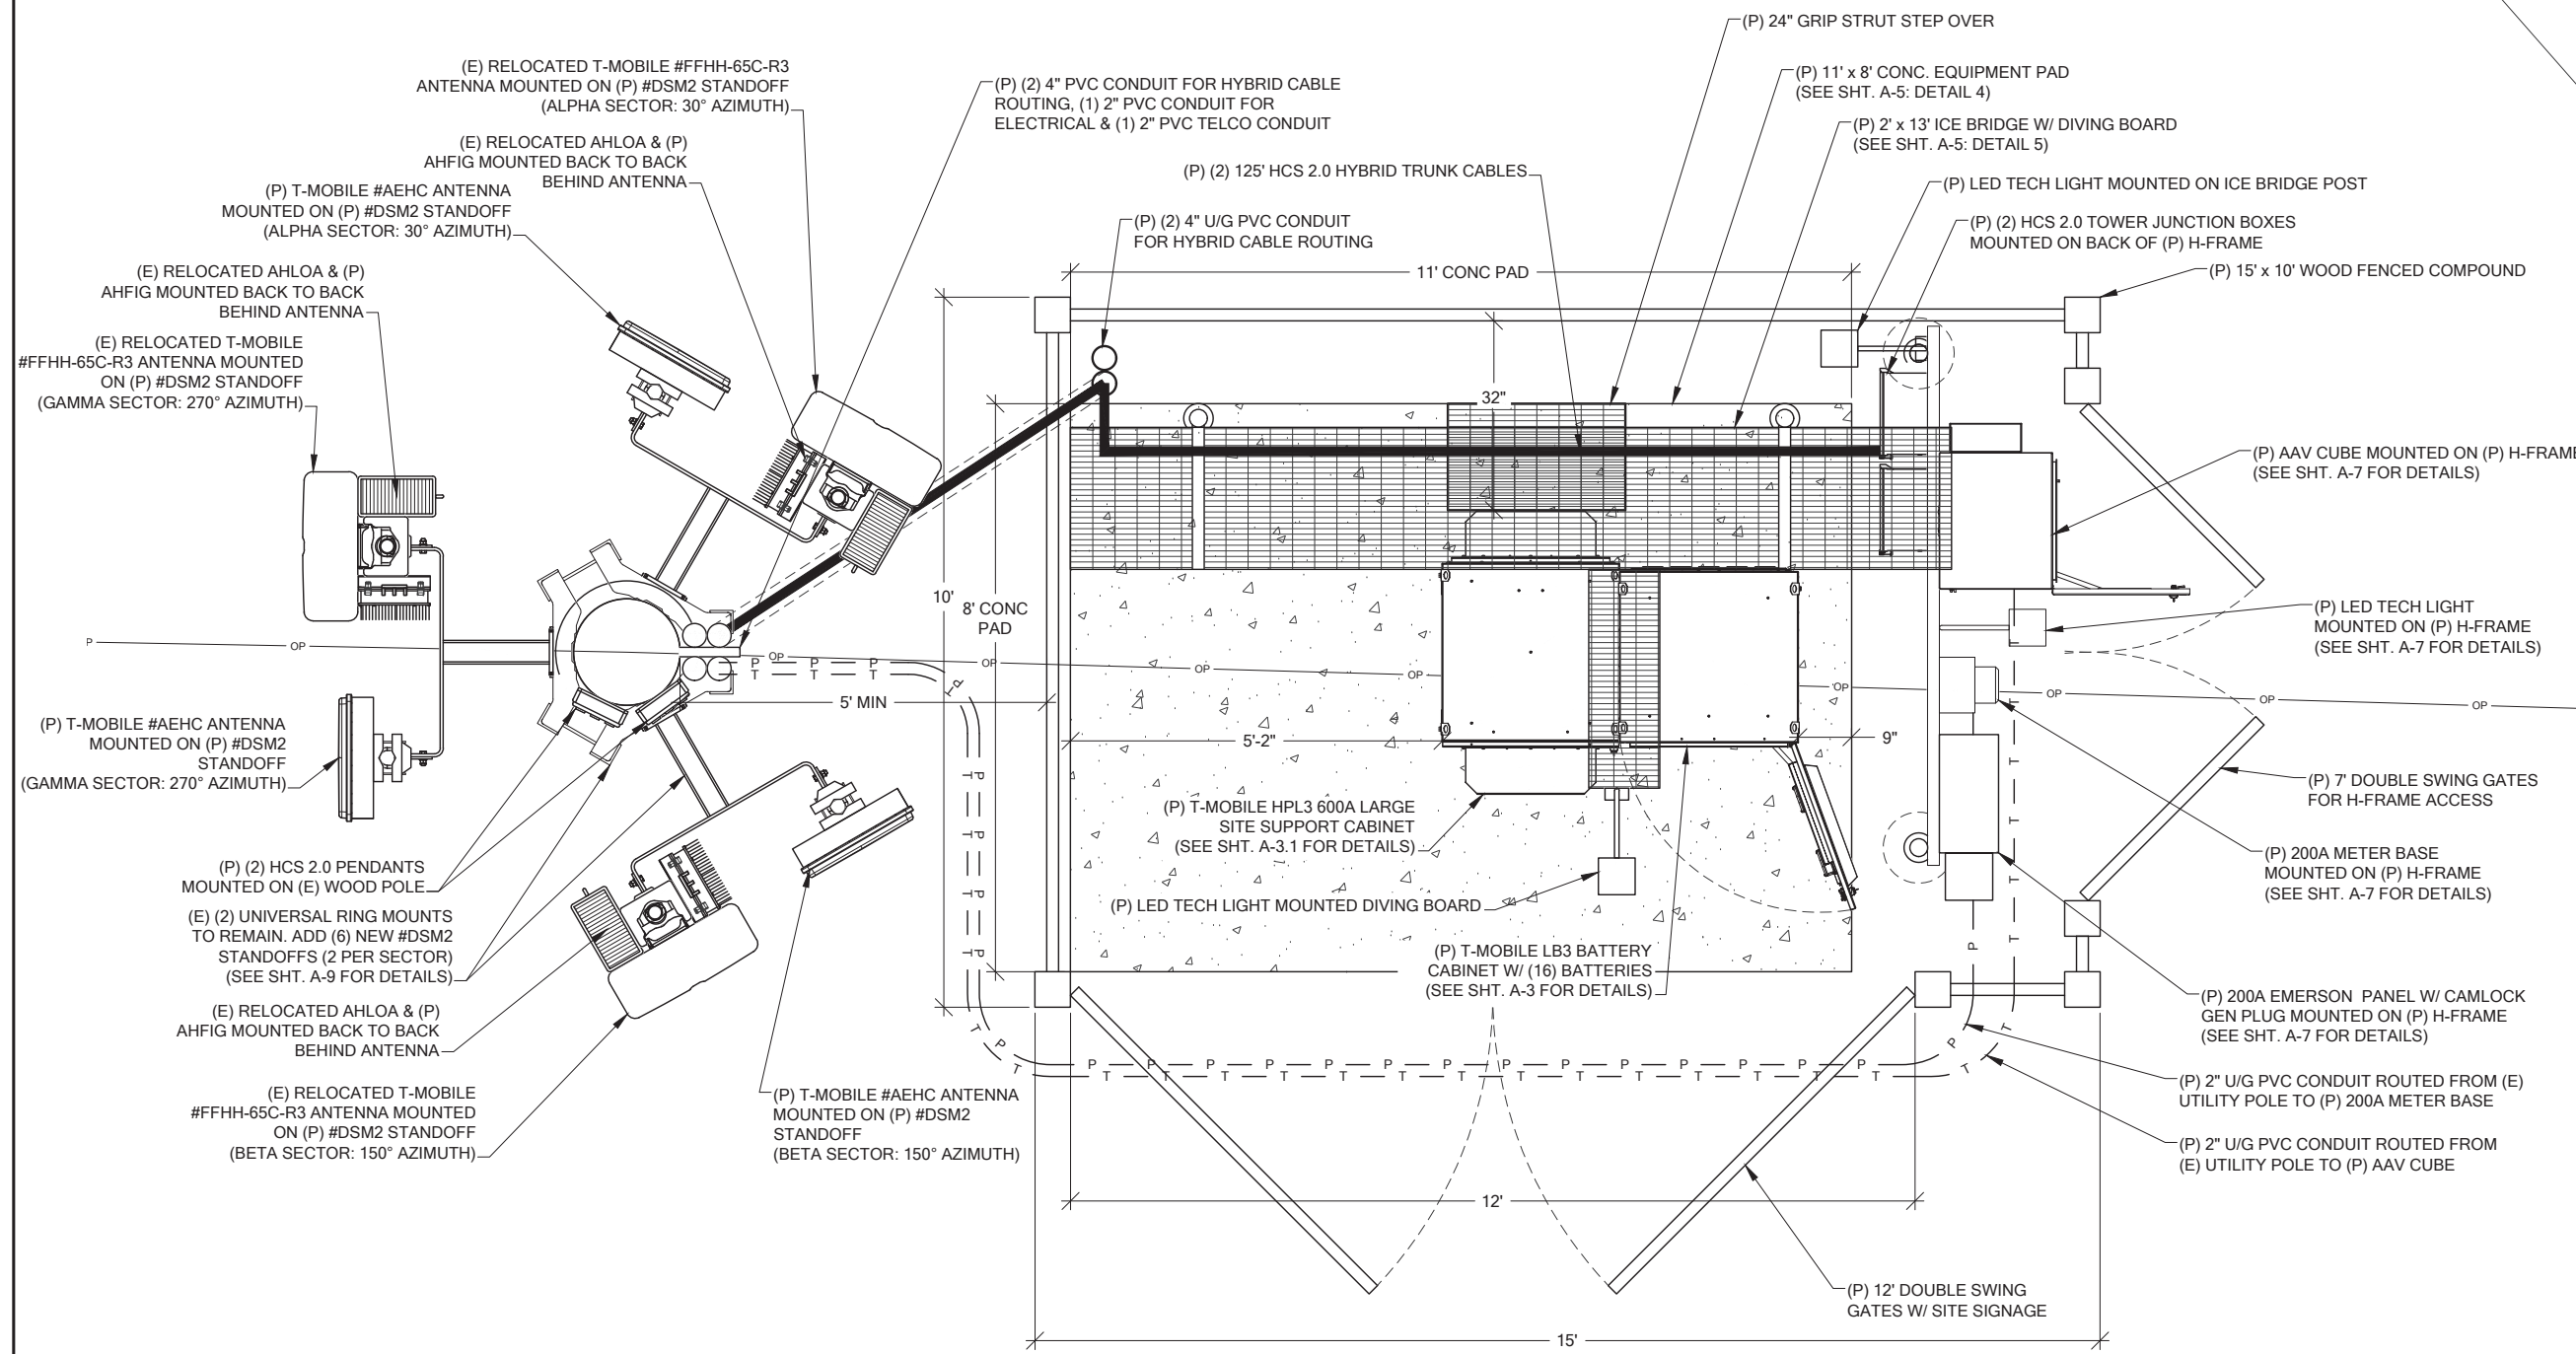 (P) 24" GRIP STRUT STEP OVER
(E) RELOCATED T-MOBILE #FFHH-65C-R3
ANTENNA MOUNTED ON (P) #DSM2 STANDOFF
(ALPHA SECTOR: 30° AZIMUTH)
(P) (2) 4" PVC CONDUIT FOR HYBRID CABLE
ROUTING, (1) 2" PVC CONDUIT FOR
ELECTRICAL & (1) 2" PVC TELCO CONDUIT
(P) 11' x 8' CONC. EQUIPMENT PAD
(SEE SHT. A-5: DETAIL 4)
(P) 2' x 13' ICE BRIDGE W/ DIVING BOARD
(SEE SHT. A-5: DETAIL 5)
(E) RELOCATED AHLOA & (P)
AHFIG MOUNTED BACK TO BACK
BEHIND ANTENNA
(P) (2) 125' HCS 2.0 HYBRID TRUNK CABLES
(P) LED TECH LIGHT MOUNTED ON ICE BRIDGE POST
(P) T-MOBILE #AEHC ANTENNA
MOUNTED ON (P) #DSM2 STANDOFF
(ALPHA SECTOR: 30° AZIMUTH)
(P) (2) 4" U/G PVC CONDUIT
FOR HYBRID CABLE ROUTING
(P) (2) HCS 2.0 TOWER JUNCTION BOXES
MOUNTED ON BACK OF (P) H-FRAME
(E) RELOCATED AHLOA & (P)
AHFIG MOUNTED BACK TO BACK
BEHIND ANTENNA
11' CONC PAD
(P) 15' x 10' WOOD FENCED COMPOUND
(E) RELOCATED T-MOBILE
#FFHH-65C-R3 ANTENNA MOUNTED
ON (P) #DSM2 STANDOFF
(GAMMA SECTOR: 270° AZIMUTH)
32"
(P) AAV CUBE MOUNTED ON (P) H-FRAME
(SEE SHT. A-7 FOR DETAILS)
10'
8' CONC
PAD
(P) LED TECH LIGHT
MOUNTED ON (P) H-FRAME
(SEE SHT. A-7 FOR DETAILS)
P OP OP OP OP OP OP OP OP OP
P P P
T T T
5' MIN
(P) T-MOBILE #AEHC ANTENNA
MOUNTED ON (P) #DSM2
STANDOFF
(GAMMA SECTOR: 270° AZIMUTH)
5'-2"
9"
(P) 7' DOUBLE SWING GATES
FOR H-FRAME ACCESS
(P) T-MOBILE HPL3 600A LARGE
SITE SUPPORT CABINET
(SEE SHT. A-3.1 FOR DETAILS)
(P) 200A METER BASE
MOUNTED ON (P) H-FRAME
(SEE SHT. A-7 FOR DETAILS)
(P) (2) HCS 2.0 PENDANTS
MOUNTED ON (E) WOOD POLE
(P) LED TECH LIGHT MOUNTED DIVING BOARD
(E) (2) UNIVERSAL RING MOUNTS
TO REMAIN. ADD (6) NEW #DSM2
STANDOFFS (2 PER SECTOR)
(SEE SHT. A-9 FOR DETAILS)
(P) T-MOBILE LB3 BATTERY
CABINET W/ (16) BATTERIES
(SEE SHT. A-3 FOR DETAILS)
(P) 200A EMERSON PANEL W/ CAMLOCK
GEN PLUG MOUNTED ON (P) H-FRAME
(SEE SHT. A-7 FOR DETAILS)
(E) RELOCATED AHLOA & (P)
AHFIG MOUNTED BACK TO BACK
BEHIND ANTENNA
P P P P P P P P P P P P P P
T T T T T T T T T T T T T T
(P) 2" U/G PVC CONDUIT ROUTED FROM (E)
UTILITY POLE TO (P) 200A METER BASE
(E) RELOCATED T-MOBILE
#FFHH-65C-R3 ANTENNA MOUNTED
ON (P) #DSM2 STANDOFF
(BETA SECTOR: 150° AZIMUTH)
(P) T-MOBILE #AEHC ANTENNA
MOUNTED ON (P) #DSM2
STANDOFF
(BETA SECTOR: 150° AZIMUTH)
(P) 2" U/G PVC CONDUIT ROUTED FROM
(E) UTILITY POLE TO (P) AAV CUBE
12'
(P) 12' DOUBLE SWING
GATES W/ SITE SIGNAGE
15'